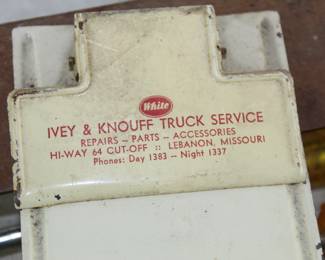 White
IVEY & KNOUFF TRUCK SERVICE
REPAIRS — PARTS — ACCESSORIES
HI-WAY 64 CUT-OFF :: LEBANON, MISSOURI
Phones: Day 1383 — Night 1337